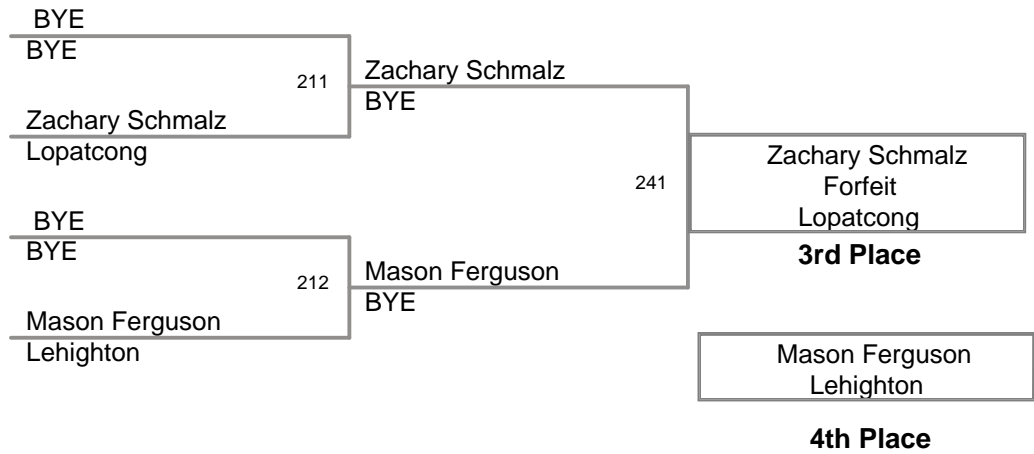 BYE
BYE
211
Zachary Schmalz
BYE
Zachary Schmalz
Lopatcong
241
Zachary Schmalz
Forfeit
Lopatcong
3rd Place
BYE
BYE
212
Mason Ferguson
BYE
Mason Ferguson
Lehighton
Mason Ferguson
Lehighton
4th Place